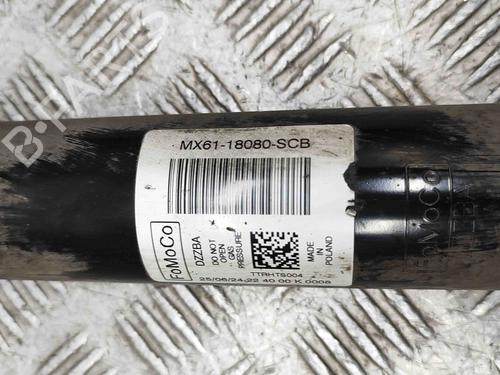 MX61-18080-SCB
FoMoCo
DZZBA
DO NOT
OPEN
GAS
PRESSURE
TTRHTS004
MADE
IN
POLAND
25/06/24,22 40 00 K 0008
FoMoCo
B-PARTS